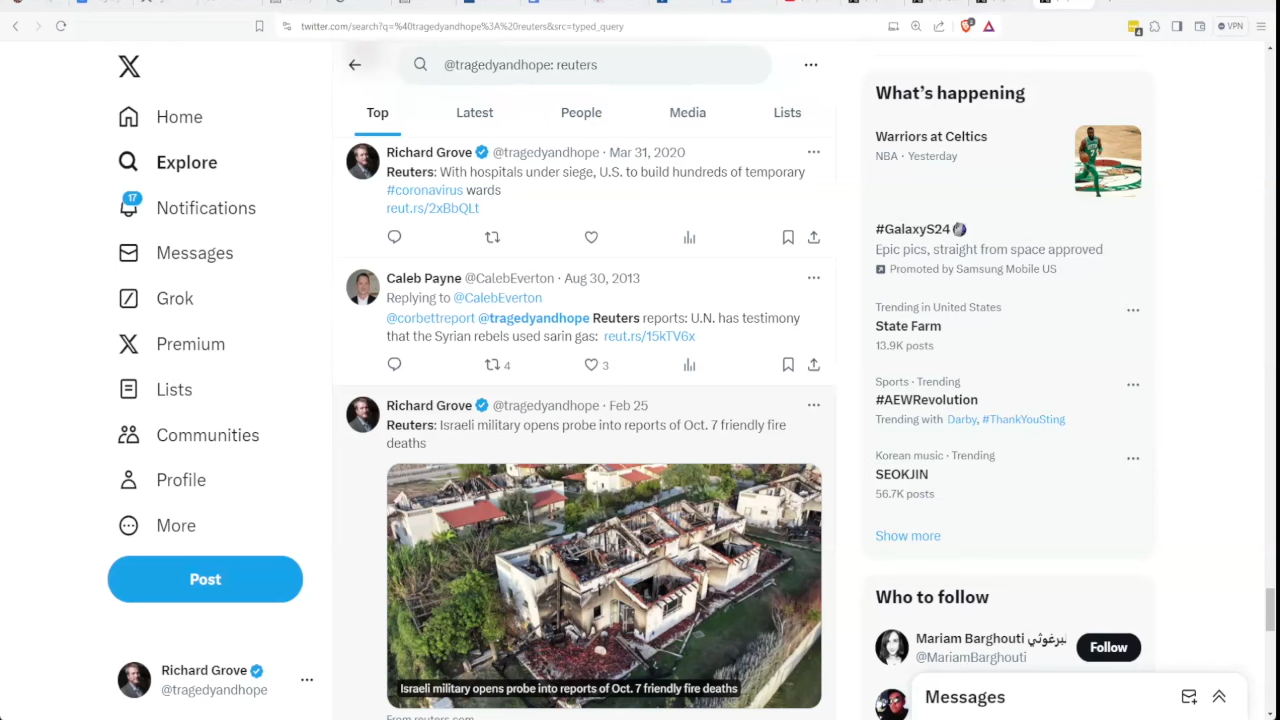 twitter.com/search?q=%40tragedyandhope%3A%20reuters&src=typed_query
4
VPN
Home
Explore
17
Notifications
Messages
Grok
Premium
Lists
Communities
Profile
More
Post
Richard Grove
@tragedyandhope
@tragedyandhope: reuters
Top
Latest
People
Media
Lists
Richard Grove @tragedyandhope · Mar 31, 2020
Reuters: With hospitals under siege, U.S. to build hundreds of temporary
#coronavirus wards
reut.rs/2xBbQLt
Caleb Payne @CalebEverton · Aug 30, 2013
Replying to @CalebEverton
@corbettreport @tragedyandhope Reuters reports: U.N. has testimony
that the Syrian rebels used sarin gas: reut.rs/15kTV6x
4
3
Richard Grove @tragedyandhope · Feb 25
Reuters: Israeli military opens probe into reports of Oct. 7 friendly fire
deaths
Israeli military opens probe into reports of Oct. 7 friendly fire deaths
From reuters.com
What's happening
Warriors at Celtics
NBA · Yesterday
#GalaxyS24
Epic pics, straight from space approved
Promoted by Samsung Mobile US
Trending in United States
State Farm
13.9K posts
Sports · Trending
#AEWRevolution
Trending with Darby, #ThankYouSting
Korean music · Trending
SEOKJIN
56.7K posts
Show more
Who to follow
Mariam Barghouti
@MariamBarghouti
Follow
Messages